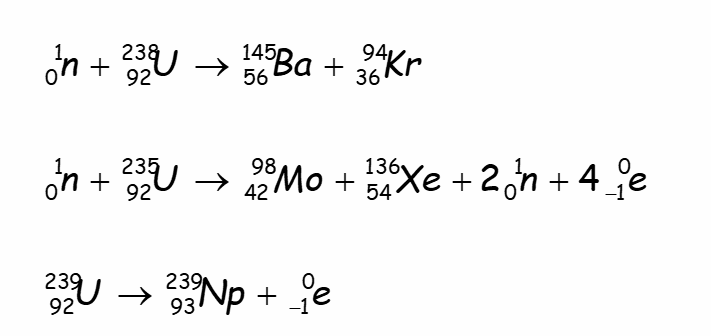 ¹₀n + ²³⁸₉₂U → ¹⁴⁵₅₆Ba + ⁹⁴₃₆Kr
¹₀n + ²³⁵₉₂U → ⁹⁸₄₂Mo + ¹³⁶₅₄Xe + 2 ¹₀n + 4 ⁰₋₁e
²³⁹₉₂U → ²³⁹₉₃Np + ⁰₋₁e